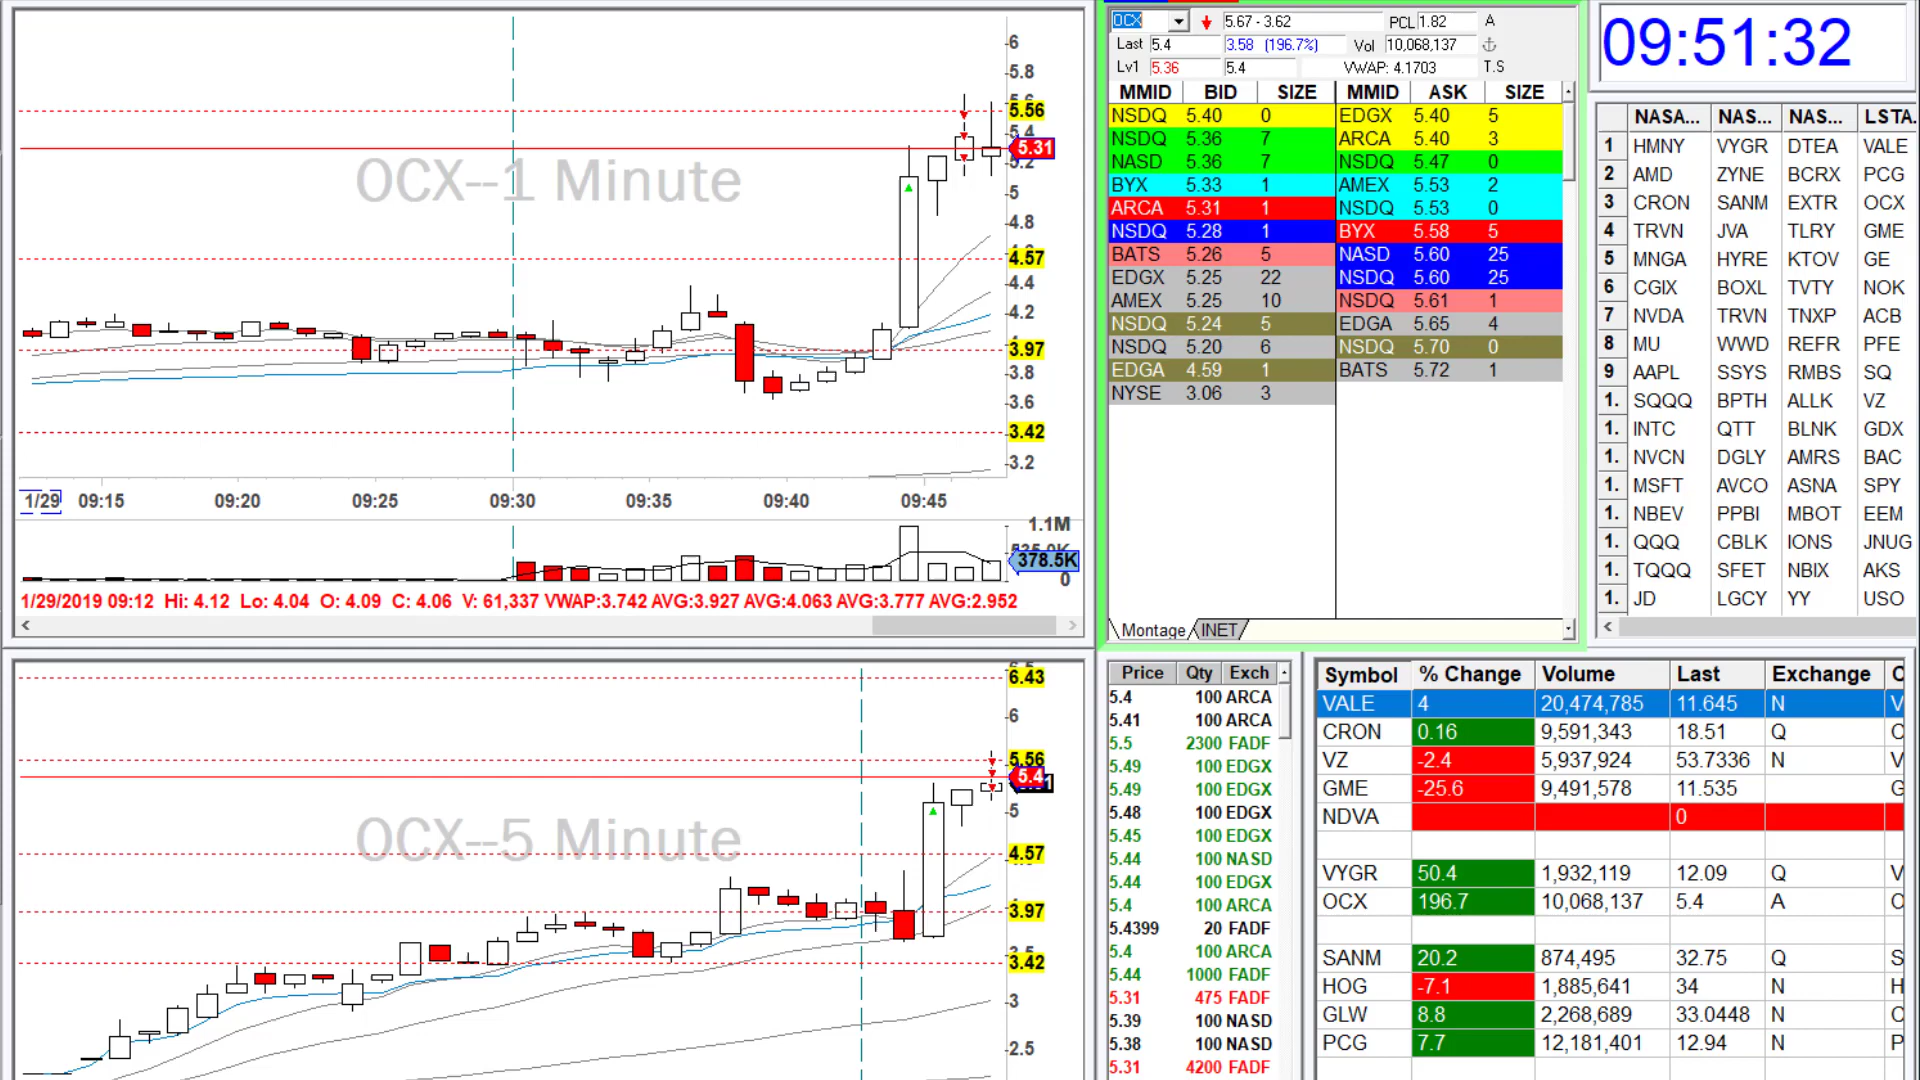 OCX--1 Minute
6
5.8
5.56
5.4
5.31
5.2
5
4.8
4.57
4.4
4.2
4
3.97
3.8
3.6
3.42
3.2
1/29 09:15 09:20 09:25 09:30 09:35 09:40 09:45
1.1M
378.5K
0
1/29/2019 09:12 Hi: 4.12 Lo: 4.04 O: 4.09 C: 4.06 V: 61,337 VWAP:3.742 AVG:3.927 AVG:4.063 AVG:3.777 AVG:2.952
OCX 5.67 - 3.62 PCL 1.82 A
Last 5.4 3.58 (196.7%) Vol 10,068,137
Lv1 5.36 5.4 VWAP: 4.1703 T.S
MMID BID SIZE MMID ASK SIZE
NSDQ 5.40 0 EDGX 5.40 5
NSDQ 5.36 7 ARCA 5.40 3
NASD 5.36 7 NSDQ 5.47 0
BYX 5.33 1 AMEX 5.53 2
ARCA 5.31 1 NSDQ 5.53 0
NSDQ 5.28 1 BYX 5.58 5
BATS 5.26 5 NASD 5.60 25
EDGX 5.25 22 NSDQ 5.60 25
AMEX 5.25 10 NSDQ 5.61 1
NSDQ 5.24 5 EDGA 5.65 4
NSDQ 5.20 6 NSDQ 5.70 0
EDGA 4.59 1 BATS 5.72 1
NYSE 3.06 3
Montage INET
09:51:32
NASA... NAS... NAS... LSTA.
1 HMNY VYGR DTEA VALE
2 AMD ZYNE BCRX PCG
3 CRON SANM EXTR OCX
4 TRVN JVA TLRY GME
5 MNGA HYRE KTOV GE
6 CGIX BOXL TVTY NOK
7 NVDA TRVN TNXP ACB
8 MU WWD REFR PFE
9 AAPL SSYS RMBS SQ
1. SQQQ BPTH ALLK VZ
1. INTC QTT BLNK GDX
1. NVCN DGLY AMRS BAC
1. MSFT AVCO ASNA SPY
1. NBEV PPBI MBOT EEM
1. QQQ CBLK IONS JNUG
1. TQQQ SFET NBIX AKS
1. JD LGCY YY USO
OCX--5 Minute
6.43
6
5.56
5.4
5
4.57
3.97
3.42
3
2.5
Price Qty Exch
5.4 100 ARCA
5.41 100 ARCA
5.5 2300 FADF
5.49 100 EDGX
5.49 100 EDGX
5.48 100 EDGX
5.45 100 EDGX
5.44 100 NASD
5.44 100 EDGX
5.4 100 ARCA
5.4399 20 FADF
5.4 100 ARCA
5.44 1000 FADF
5.31 475 FADF
5.39 100 NASD
5.38 100 NASD
5.31 4200 FADF
Symbol % Change Volume Last Exchange C
VALE 4 20,474,785 11.645 N V
CRON 0.16 9,591,343 18.51 Q C
VZ -2.4 5,937,924 53.7336 N V
GME -25.6 9,491,578 11.535 G
NDVA 0
VYGR 50.4 1,932,119 12.09 Q V
OCX 196.7 10,068,137 5.4 A C
SANM 20.2 874,495 32.75 Q S
HOG -7.1 1,885,641 34 N H
GLW 8.8 2,268,689 33.0448 N C
PCG 7.7 12,181,401 12.94 N P